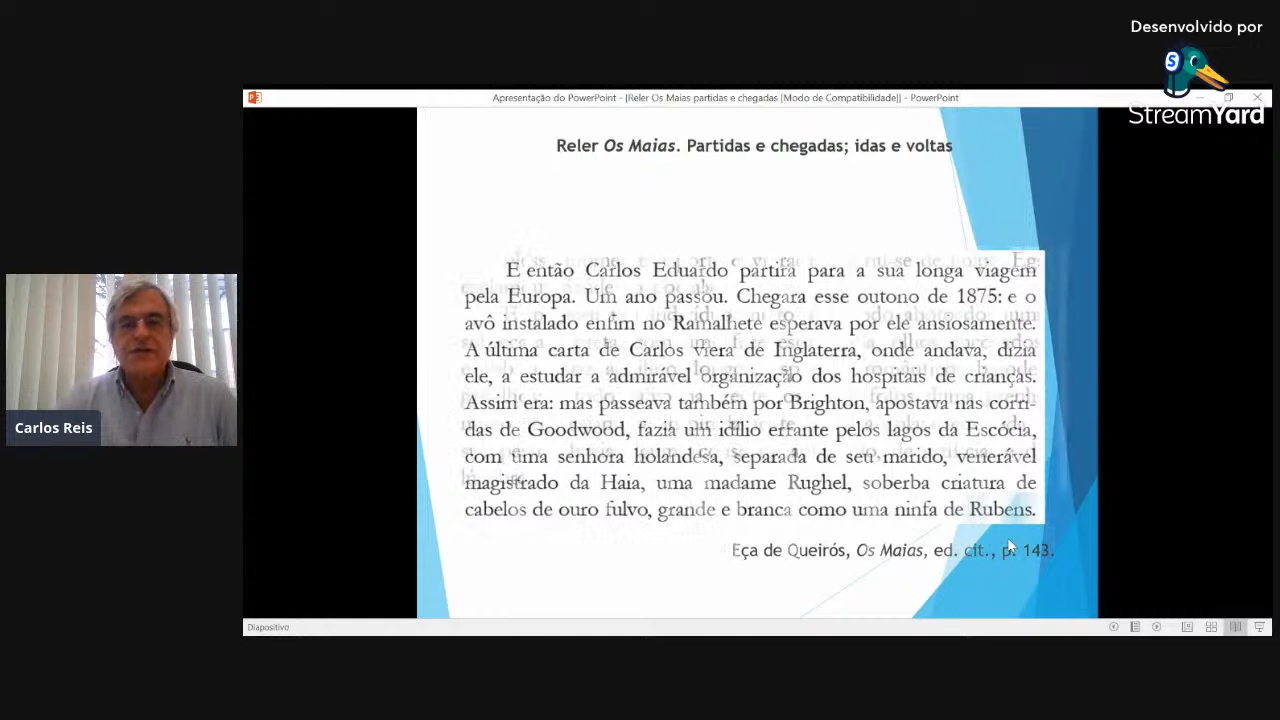 Desenvolvido por
StreamYard
Apresentação do PowerPoint - [Reler Os Maias partidas e chegadas [Modo de Compatibilidade]] - PowerPoint
Reler Os Maias. Partidas e chegadas; idas e voltas
E então Carlos Eduardo partira para a sua longa viagem
pela Europa. Um ano passou. Chegara esse outono de 1875: e o
avô instalado enfim no Ramalhete esperava por ele ansiosamente.
A última carta de Carlos viera de Inglaterra, onde andava, dizia
ele, a estudar a admirável organização dos hospitais de crianças.
Assim era: mas passeava também por Brighton, apostava nas corri-
das de Goodwood, fazia um idílio errante pelos lagos da Escócia,
com uma senhora holandesa, separada de seu marido, venerável
magistrado da Haia, uma madame Rughel, soberba criatura de
cabelos de ouro fulvo, grande e branca como uma ninfa de Rubens.
Eça de Queirós, Os Maias, ed. cit., p. 143.
Carlos Reis
Diapositivo